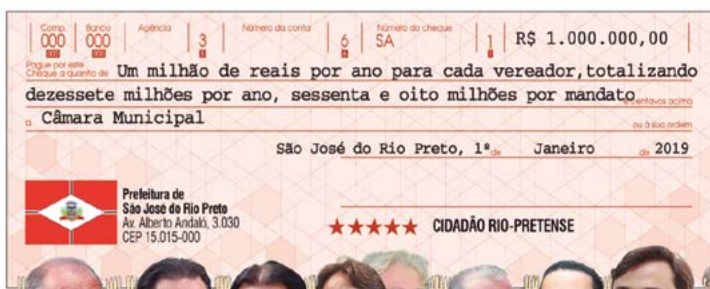 Comp. Banco Agência Número da conta Número do cheque
000 000 3 6 SA 1 R$ 1.000.000,00
Pague por este
Cheque a quantia de Um milhão de reais por ano para cada vereador,totalizando
dezessete milhões por ano, sessenta e oito milhões por mandato e centavos acima
a Câmara Municipal ou à sua ordem
São José do Rio Preto, 1º de Janeiro de 2019
Prefeitura de
São José do Rio Preto
Av. Alberto Andaló, 3.030
CEP 15.015-000
★★★★★ CIDADÃO RIO-PRETENSE